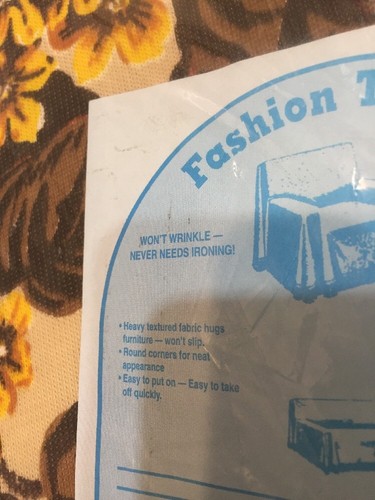 Fashion T
WON'T WRINKLE —
NEVER NEEDS IRONING!
• Heavy textured fabric hugs
furniture — won't slip.
• Round corners for neat
appearance
• Easy to put on — Easy to take
off quickly.